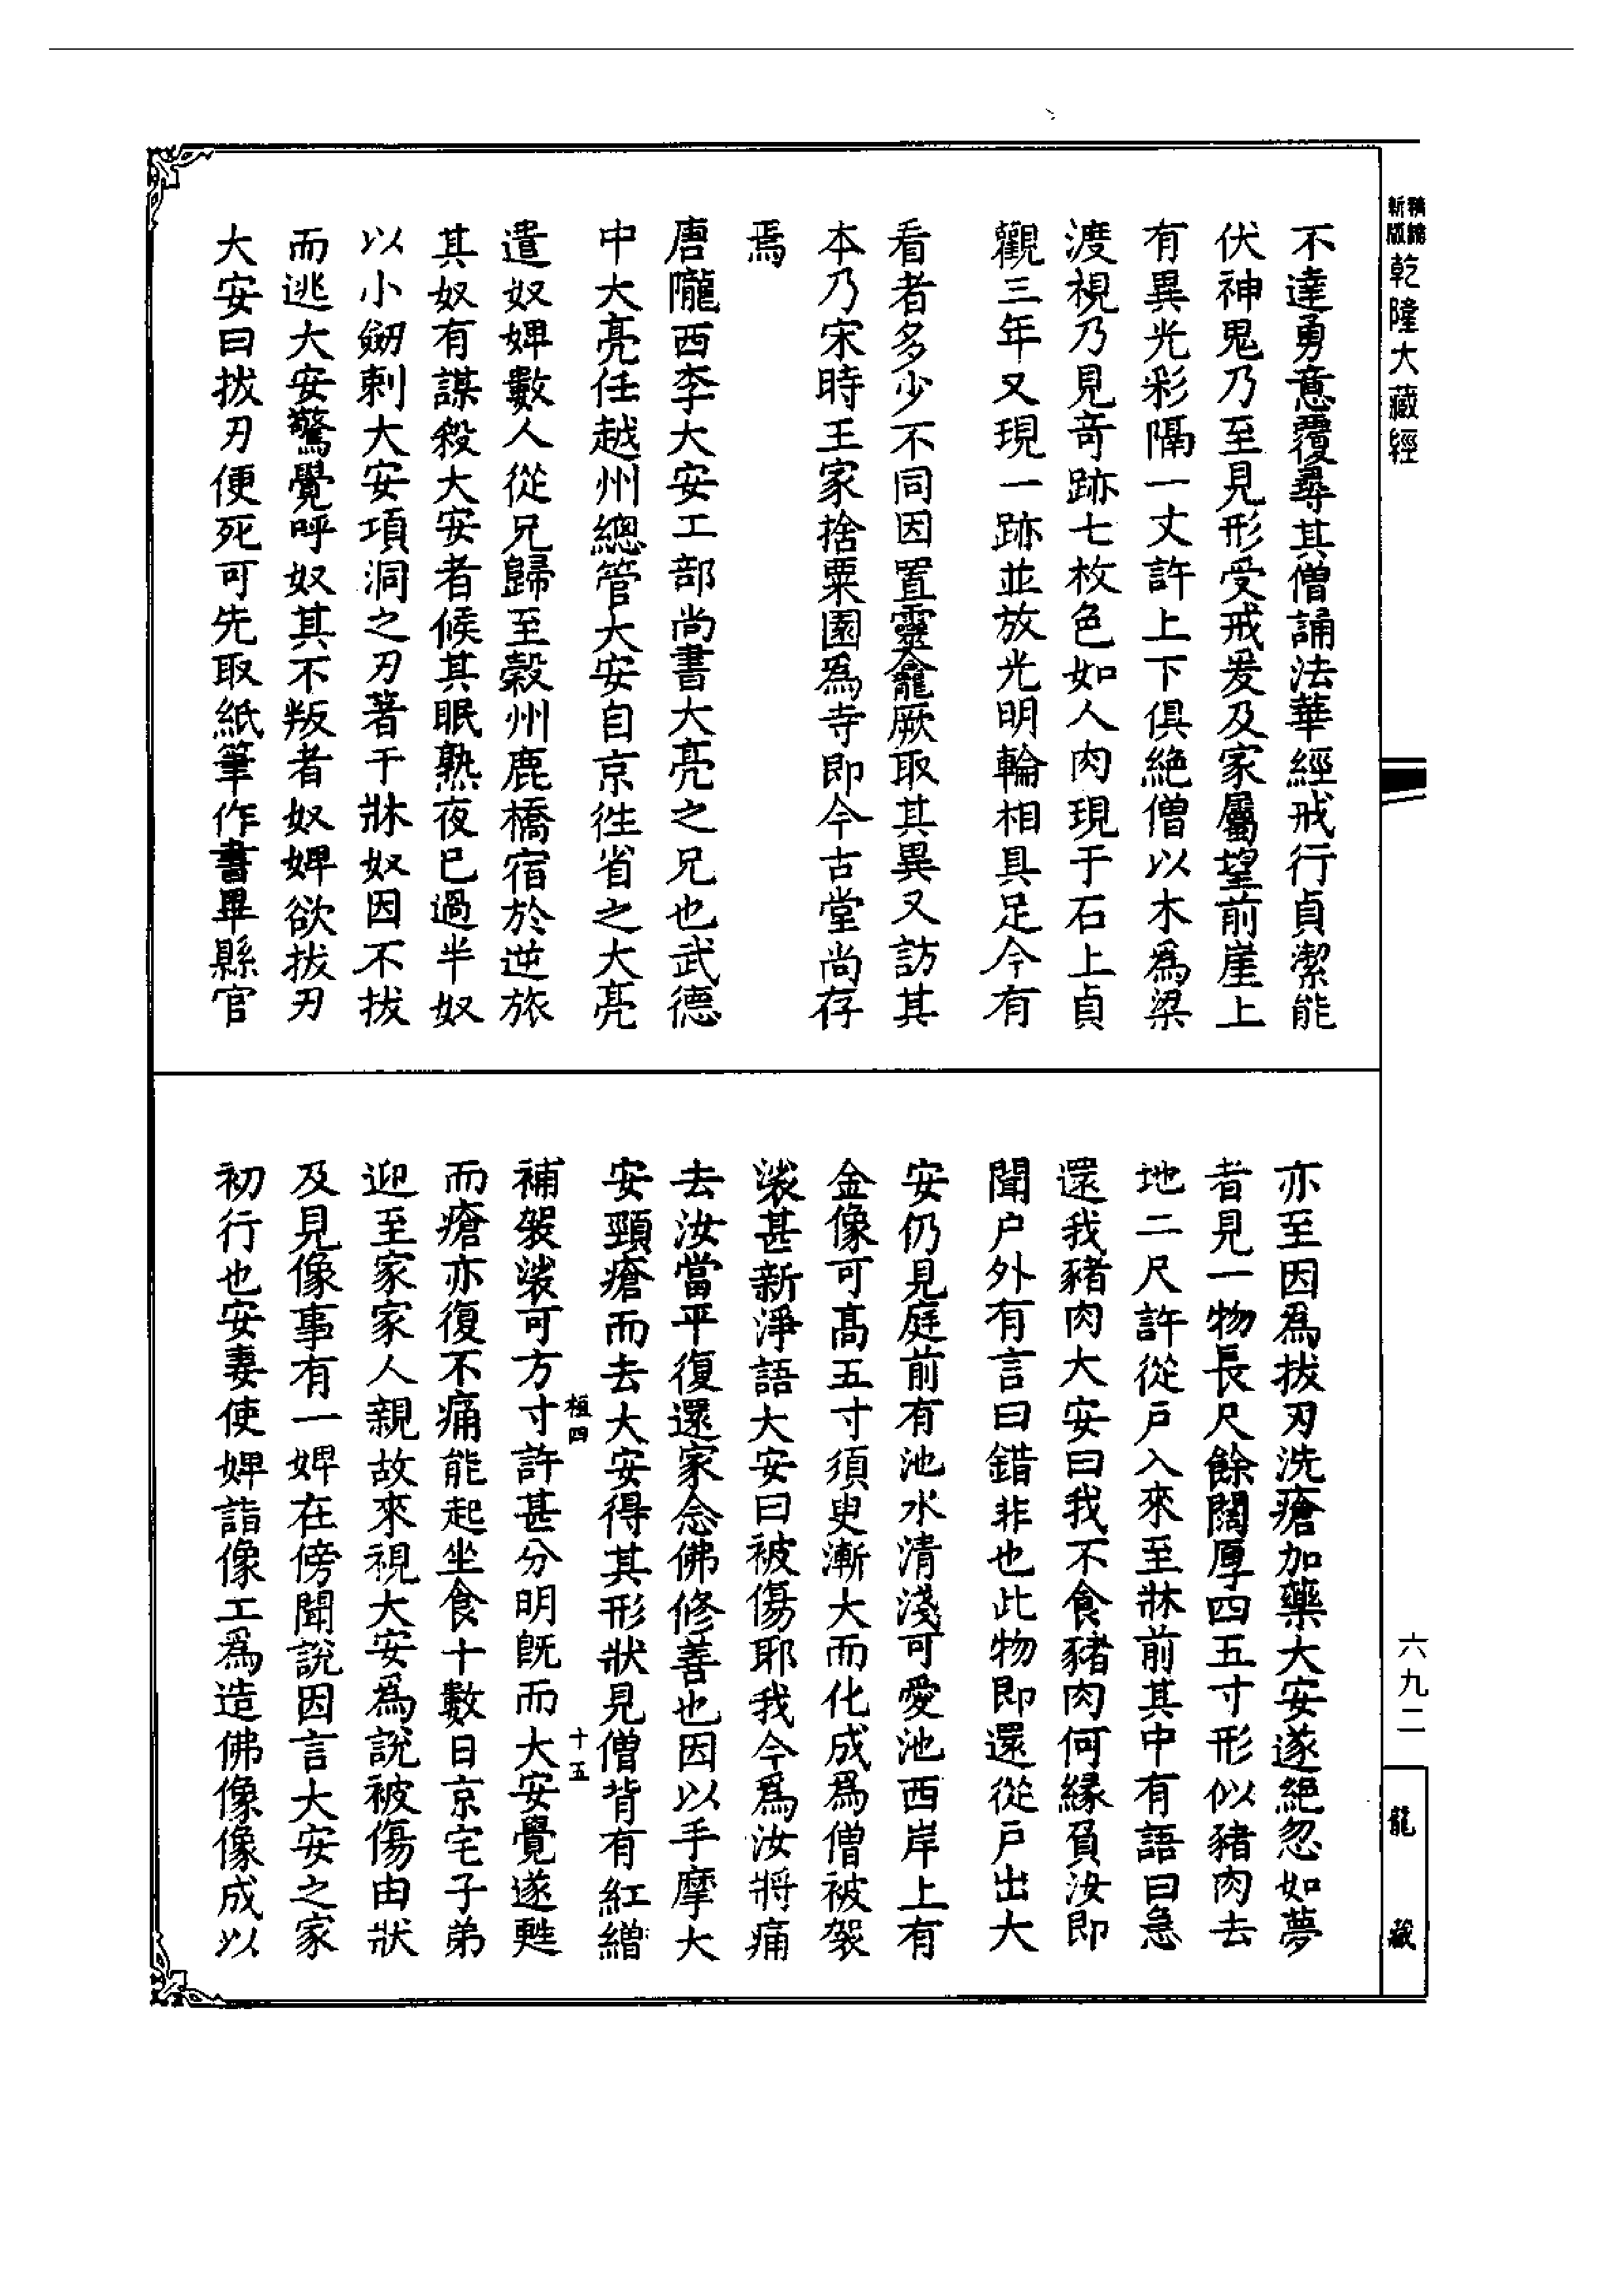 新版
精縮
乾隆大藏經
不達勇意覆尋其僧誦法華經戒行貞潔能
伏神鬼乃至見形受戒爰及家屬望前崖上
有異光彩隔一丈許上下俱絕僧以木爲梁
渡視乃見奇跡七枚色如人肉現于石上貞
觀三年又現一跡並放光明輪相具足今有
看者多少不同因置靈龕厥取其異又訪其
本乃宋時王家捨粟園爲寺即今古堂尚存
焉
唐隴西李大安工部尚書大亮之兄也武德
中大亮任越州總管大安自京徃省之大亮
遣奴婢數人從兄歸至穀州鹿橋宿於逆旅
其奴有謀殺大安者候其眠熟夜已過半奴
以小劒刺大安項洞之刃著于牀奴因不拔
而逃大安驚覺呼奴其不叛者奴婢欲拔刃
大安曰拔刃便死可先取紙筆作書畢縣官
亦至因爲拔刃洗瘡加藥大安遂絕忽如夢
者見一物長尺餘闊厚四五寸形似豬肉去
地二尺許從戶入來至牀前其中有語曰急
還我豬肉大安曰我不食豬肉何緣負汝即
聞户外有言曰錯非也此物即還從戶出大
安仍見庭前有池水清淺可愛池西岸上有
金像可髙五寸須臾漸大而化成爲僧被袈
裟甚新淨語大安曰被傷耶我今爲汝將痛
去汝當平復還家念佛修善也因以手摩大
安頸瘡而去大安得其形狀見僧背有紅繒
補袈裟可方寸許甚分明旣而大安覺遂甦
桓四
十五
而瘡亦復不痛能起坐食十數日京宅子弟
迎至家家人親故來視大安爲說被傷由狀
及見像事有一婢在傍聞說因言大安之家
初行也安妻使婢詣像工爲造佛像像成以
六九二
龍藏